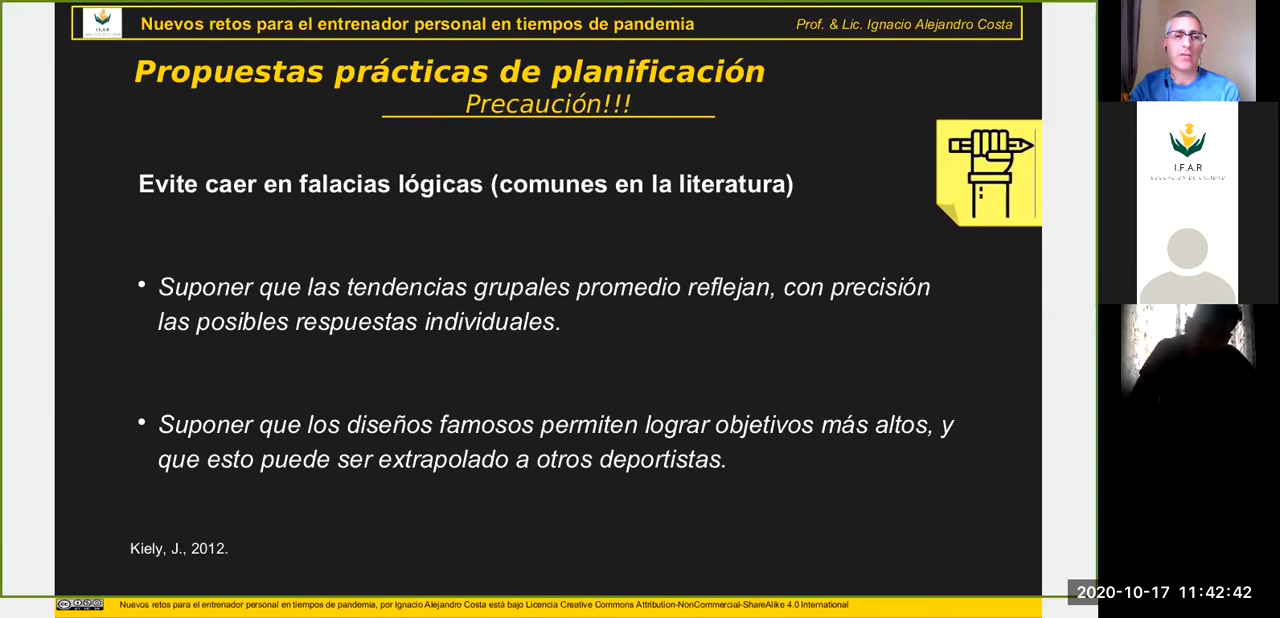 I.F.A.R
Nuevos retos para el entrenador personal en tiempos de pandemia
Prof. & Lic. Ignacio Alejandro Costa
Propuestas prácticas de planificación
Precaución!!!
Evite caer en falacias lógicas (comunes en la literatura)
• Suponer que las tendencias grupales promedio reflejan, con precisión
las posibles respuestas individuales.
• Suponer que los diseños famosos permiten lograr objetivos más altos, y
que esto puede ser extrapolado a otros deportistas.
Kiely, J., 2012.
Nuevos retos para el entrenador personal en tiempos de pandemia, por Ignacio Alejandro Costa está bajo Licencia Creative Commons Attribution-NonCommercial-ShareAlike 4.0 International
I.F.A.R
2020-10-17 11:42:42